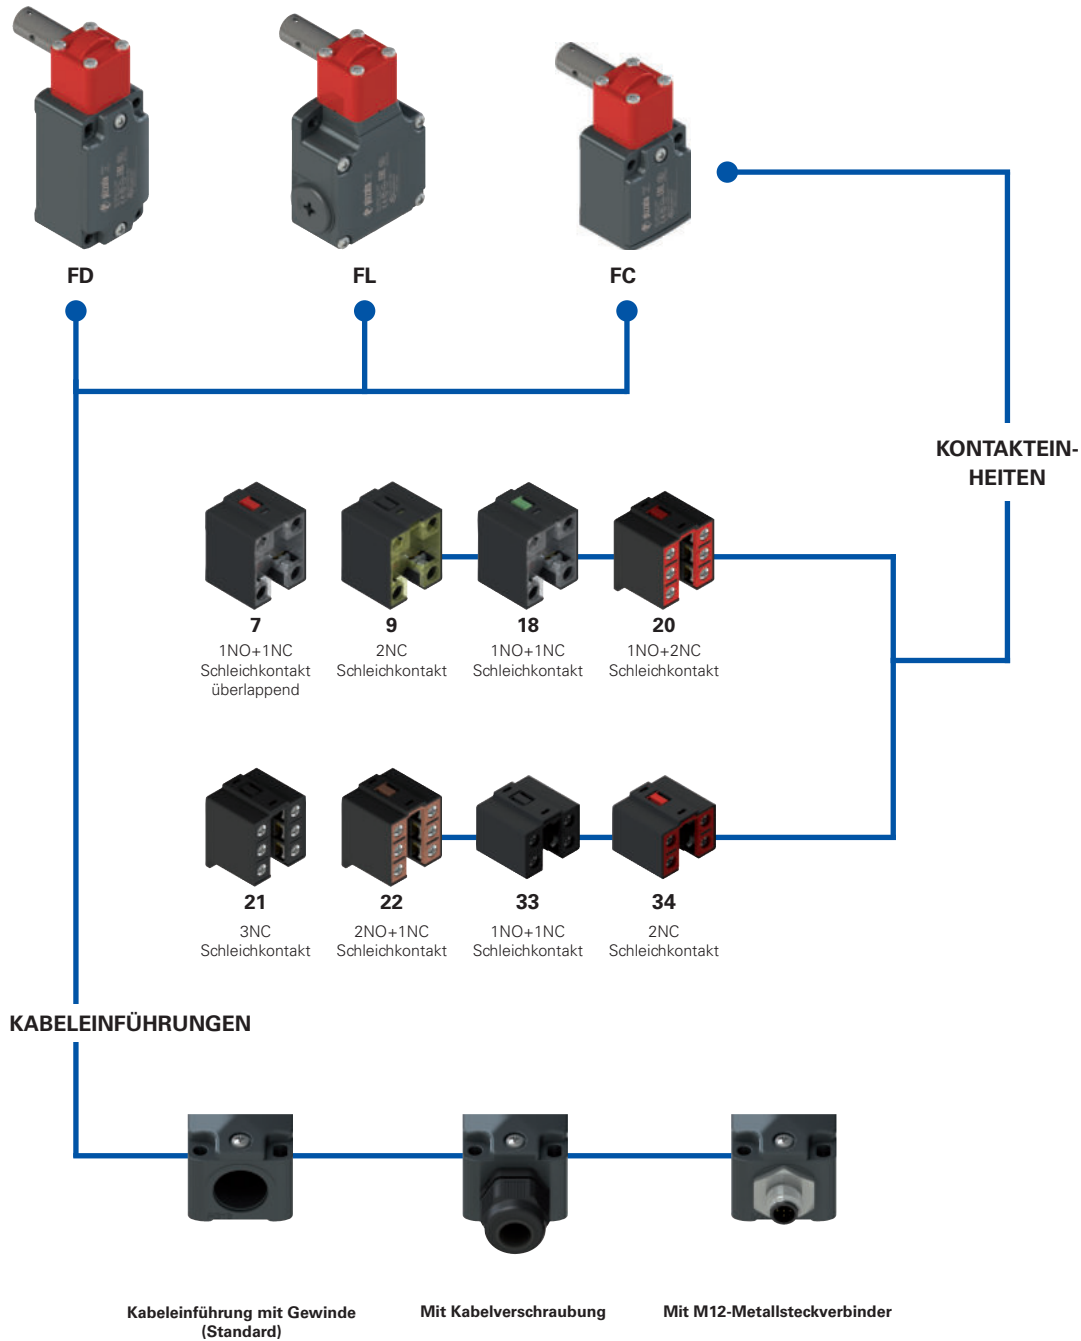 FD
FL
FC
KONTAKTEIN-
HEITEN
7
1NO+1NC
Schleichkontakt
überlappend
9
2NC
Schleichkontakt
18
1NO+1NC
Schleichkontakt
20
1NO+2NC
Schleichkontakt
21
3NC
Schleichkontakt
22
2NO+1NC
Schleichkontakt
33
1NO+1NC
Schleichkontakt
34
2NC
Schleichkontakt
KABELEINFÜHRUNGEN
Kabeleinführung mit Gewinde
(Standard)
Mit Kabelverschraubung
Mit M12-Metallsteckverbinder